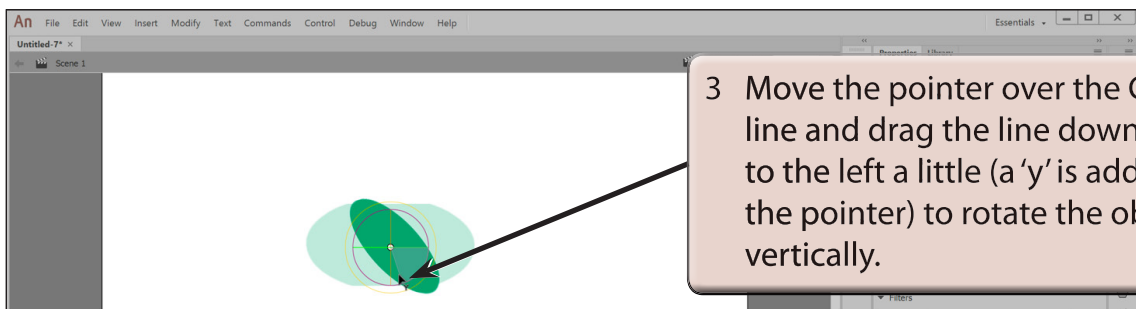 An File Edit View Insert Modify Text Commands Control Debug Window Help Essentials
Untitled-7* ×
Properties Library
Scene 1
3 Move the pointer over the
line and drag the line down
to the left a little (a ‘y’ is
the pointer) to rotate the
vertically.
Filters